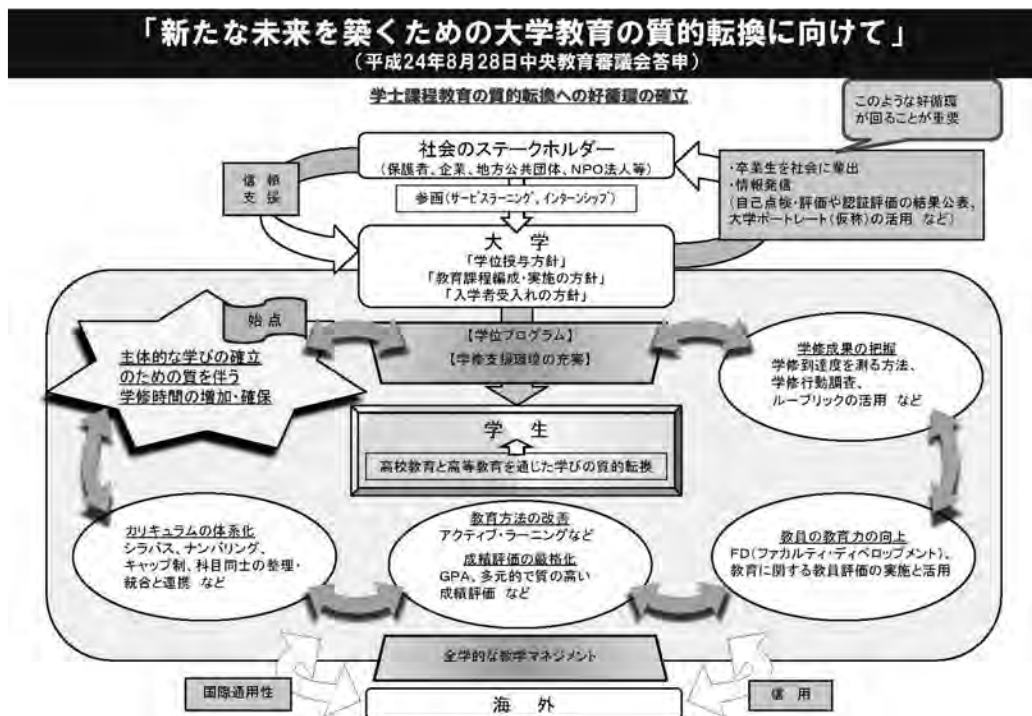 「新たな未来を築くための大学教育の質的転換に向けて」
(平成24年8月28日中央教育審議会答申)
学士課程教育の質的転換への好循環の確立
このような好循環
が回ることが重要
社会のステークホルダー
(保護者、企業、地方公共団体、NPO法人等)
信 頼
支 援
参画(サービスラーニング、インターンシップ)
・卒業生を社会に輩出
・情報発信
(自己点検・評価や認証評価の結果公表、
大学ポートレート(仮称)の活用 など)
大 学
「学位授与方針」
「教育課程編成・実施の方針」
「入学者受入れの方針」
始 点
主体的な学びの確立
のための質を伴う
学修時間の増加・確保
【学位プログラム】
【学修支援環境の充実】
学修成果の把握
学修到達度を測る方法、
学修行動調査、
ルーブリックの活用 など
学 生
高校教育と高等教育を通じた学びの質的転換
カリキュラムの体系化
シラバス、ナンバリング、
キャップ制、科目同士の整理・
統合と連携 など
教育方法の改善
アクティブ・ラーニングなど
成績評価の厳格化
GPA、多元的で質の高い
成績評価 など
教員の教育力の向上
FD(ファカルティ・ディベロップメント)、
教育に関する教員評価の実施と活用
全学的な教学マネジメント
国際通用性
海 外
信 用